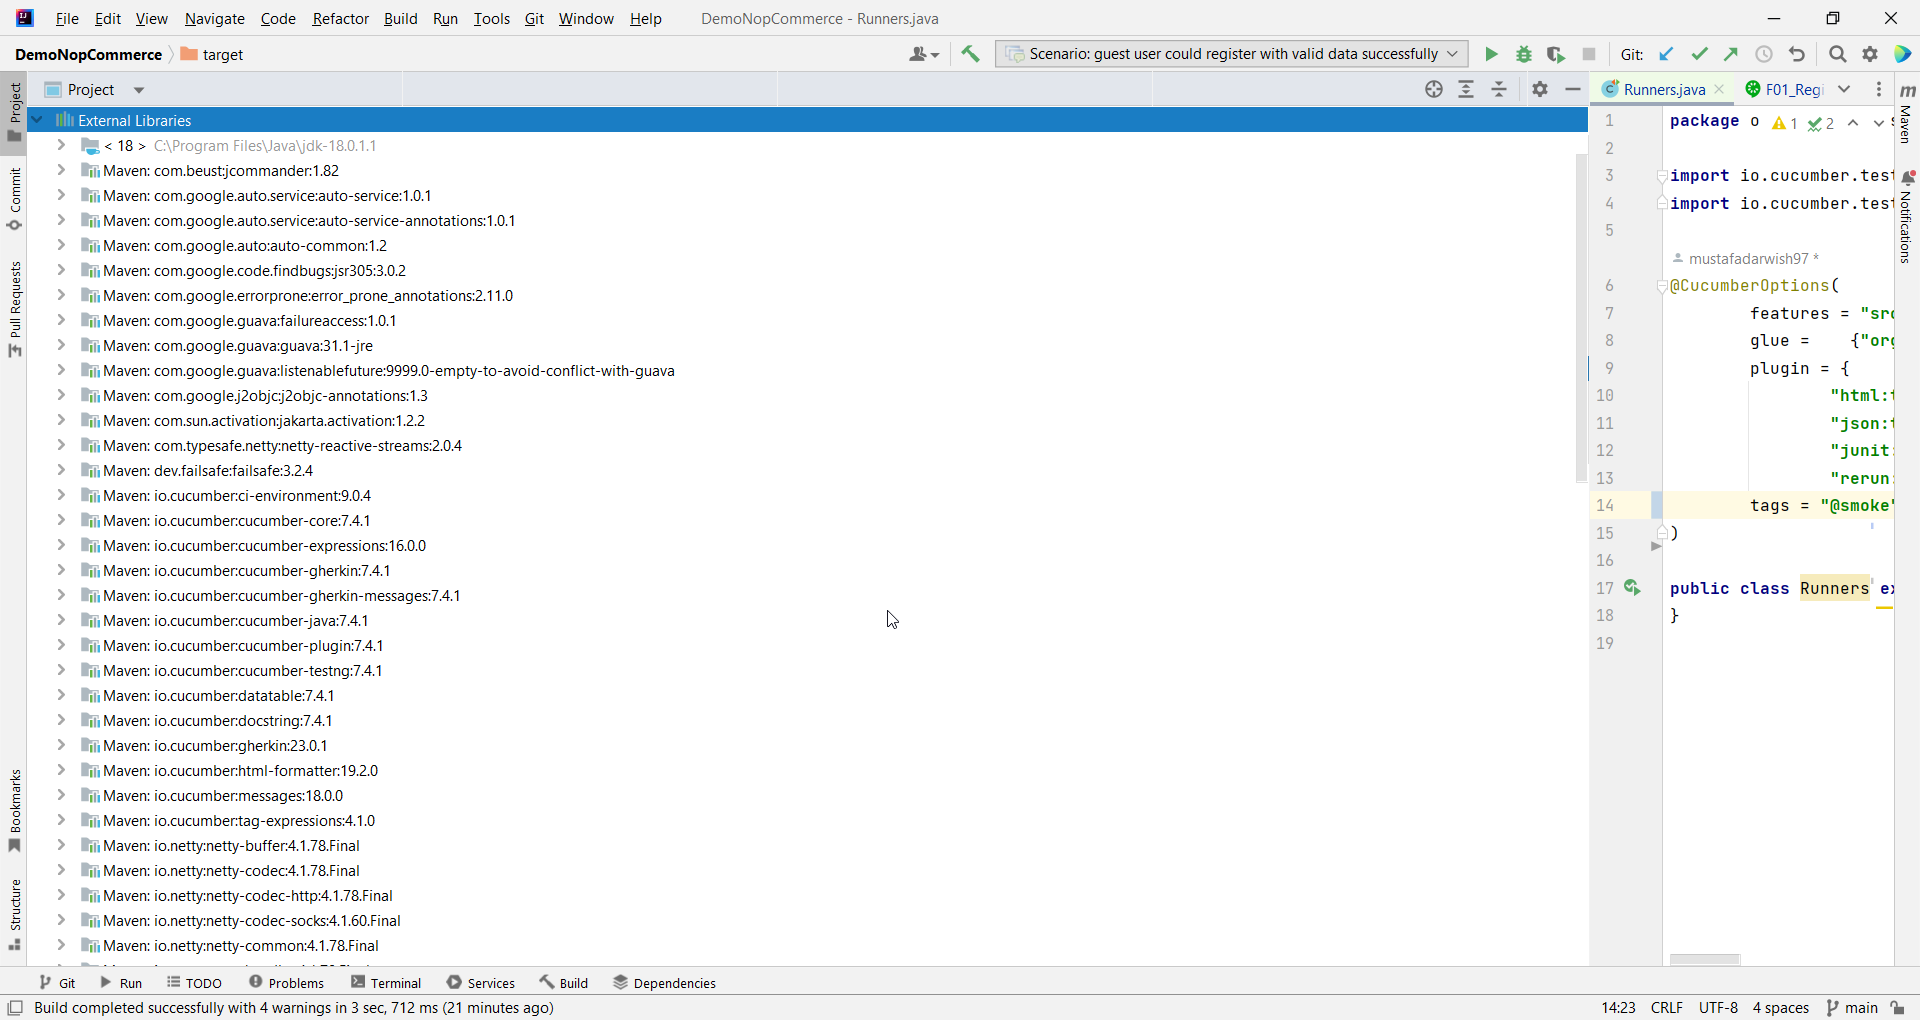 File Edit View Navigate Code Refactor Build Run Tools Git Window Help DemoNopCommerce - Runners.java
DemoNopCommerce target Scenario: guest user could register with valid data successfully Git:
Project
Runners.java F01_Regi
External Libraries
< 18 > C:\Program Files\Java\jdk-18.0.1.1
Maven: com.beust:jcommander:1.82
Maven: com.google.auto.service:auto-service:1.0.1
Maven: com.google.auto.service:auto-service-annotations:1.0.1
Maven: com.google.auto:auto-common:1.2
Maven: com.google.code.findbugs:jsr305:3.0.2
Maven: com.google.errorprone:error_prone_annotations:2.11.0
Maven: com.google.guava:failureaccess:1.0.1
Maven: com.google.guava:guava:31.1-jre
Maven: com.google.guava:listenablefuture:9999.0-empty-to-avoid-conflict-with-guava
Maven: com.google.j2objc:j2objc-annotations:1.3
Maven: com.sun.activation:jakarta.activation:1.2.2
Maven: com.typesafe.netty:netty-reactive-streams:2.0.4
Maven: dev.failsafe:failsafe:3.2.4
Maven: io.cucumber:ci-environment:9.0.4
Maven: io.cucumber:cucumber-core:7.4.1
Maven: io.cucumber:cucumber-expressions:16.0.0
Maven: io.cucumber:cucumber-gherkin:7.4.1
Maven: io.cucumber:cucumber-gherkin-messages:7.4.1
Maven: io.cucumber:cucumber-java:7.4.1
Maven: io.cucumber:cucumber-plugin:7.4.1
Maven: io.cucumber:cucumber-testng:7.4.1
Maven: io.cucumber:datatable:7.4.1
Maven: io.cucumber:docstring:7.4.1
Maven: io.cucumber:gherkin:23.0.1
Maven: io.cucumber:html-formatter:19.2.0
Maven: io.cucumber:messages:18.0.0
Maven: io.cucumber:tag-expressions:4.1.0
Maven: io.netty:netty-buffer:4.1.78.Final
Maven: io.netty:netty-codec:4.1.78.Final
Maven: io.netty:netty-codec-http:4.1.78.Final
Maven: io.netty:netty-codec-socks:4.1.60.Final
Maven: io.netty:netty-common:4.1.78.Final
1 package o 1 2
2
3 import io.cucumber.test
4 import io.cucumber.test
5
mustafadarwish97 *
6 @CucumberOptions(
7 features = "src
8 glue = {"org
9 plugin = {
10 "html:t
11 "json:t
12 "junit:
13 "rerun:
14 tags = "@smoke"
15 )
16
17 public class Runners ex
18 }
19
Project
Commit
Pull Requests
Bookmarks
Structure
m
Maven
Notifications
Git Run TODO Problems Terminal Services Build Dependencies
Build completed successfully with 4 warnings in 3 sec, 712 ms (21 minutes ago) 14:23 CRLF UTF-8 4 spaces main